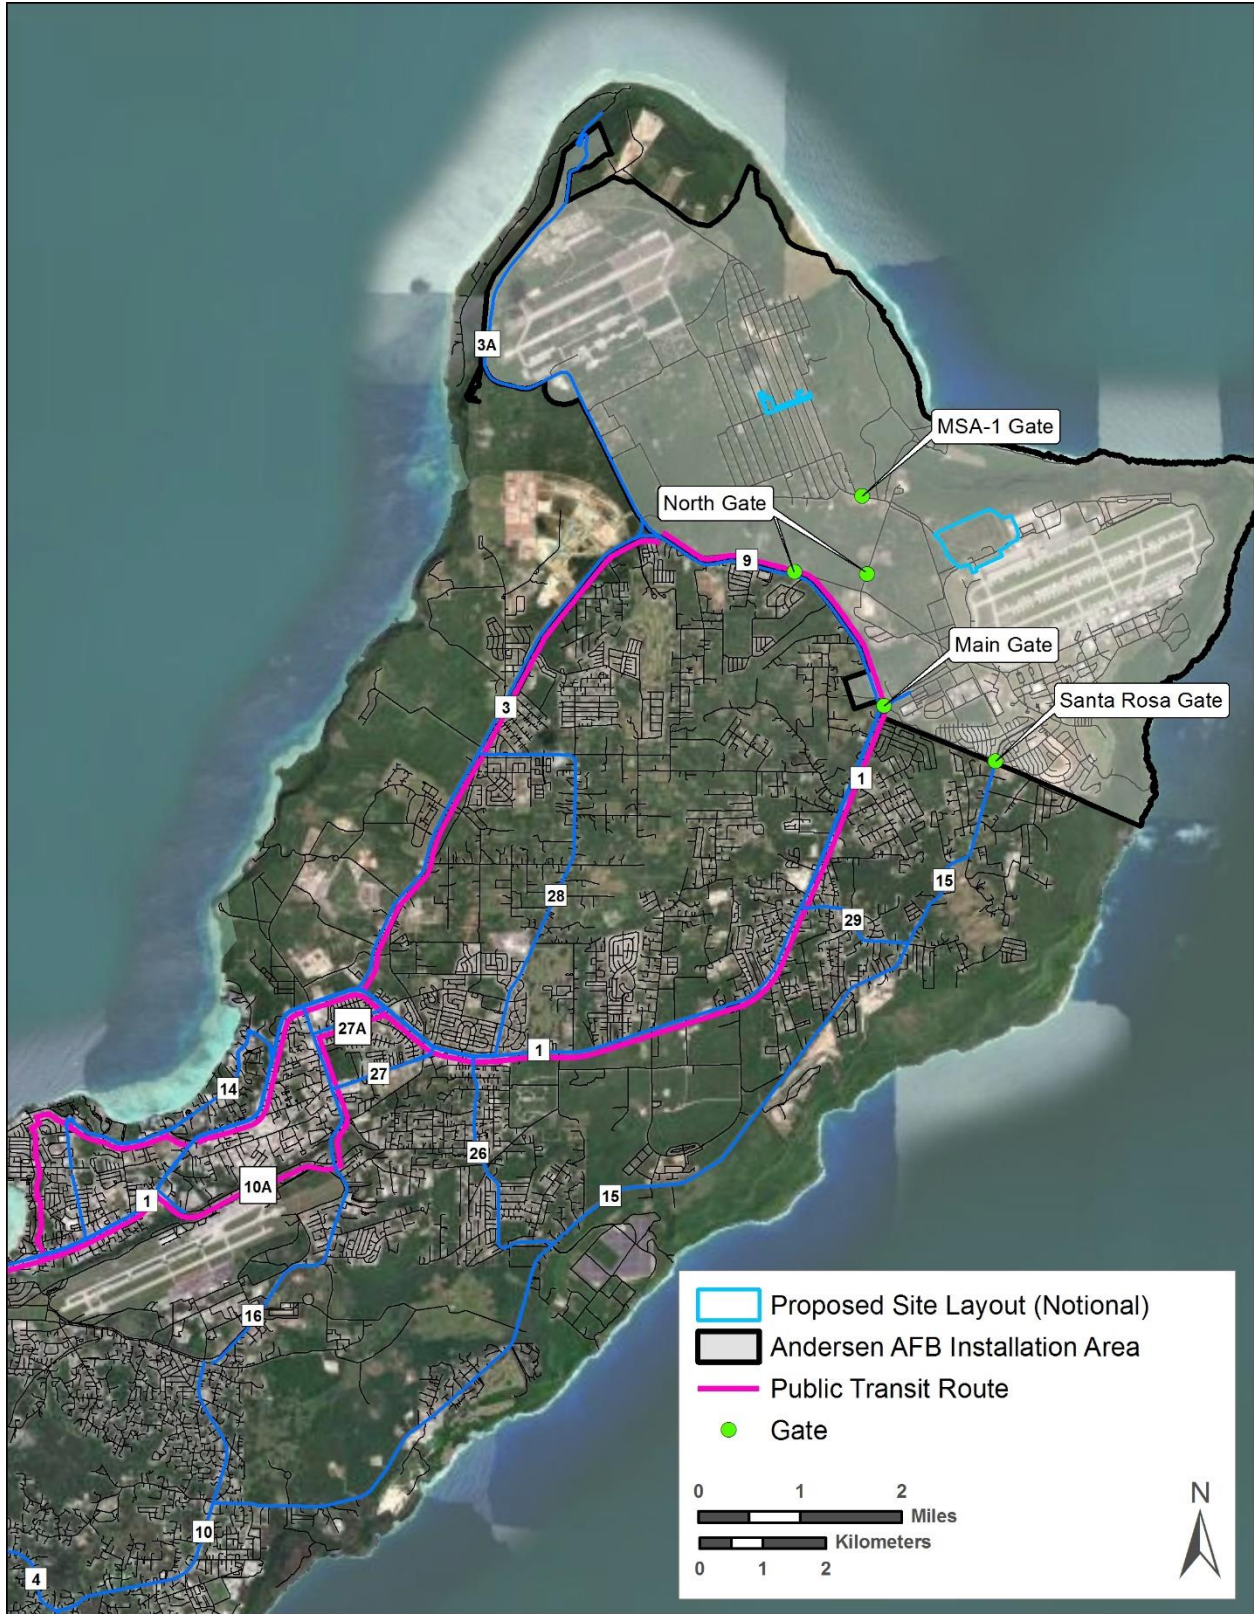 3A
MSA-1 Gate
North Gate
9
Main Gate
Santa Rosa Gate
3
1
28
15
29
27A
1
27
14
26
10A
1
15
16
10
4
Proposed Site Layout (Notional)
Andersen AFB Installation Area
Public Transit Route
Gate
0 1 2
Miles
Kilometers
0 1 2
N